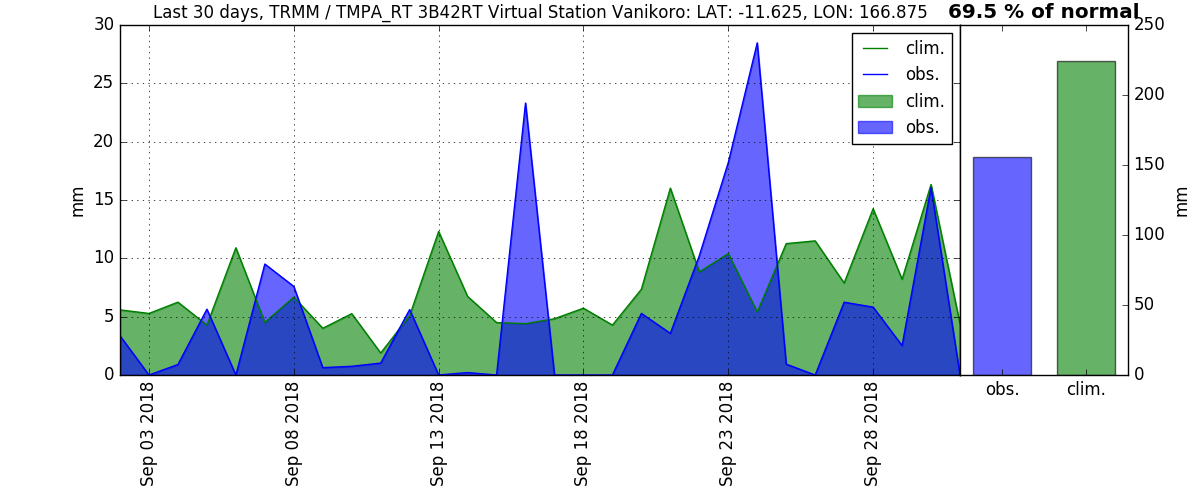 Last 30 days, TRMM / TMPA_RT 3B42RT Virtual Station Vanikoro: LAT: -11.625, LON: 166.875
69.5 % of normal
30
25
20
15
10
5
0
mm
clim.
obs.
clim.
obs.
250
200
150
100
50
0
mm
Sep 03 2018
Sep 08 2018
Sep 13 2018
Sep 18 2018
Sep 23 2018
Sep 28 2018
obs.
clim.